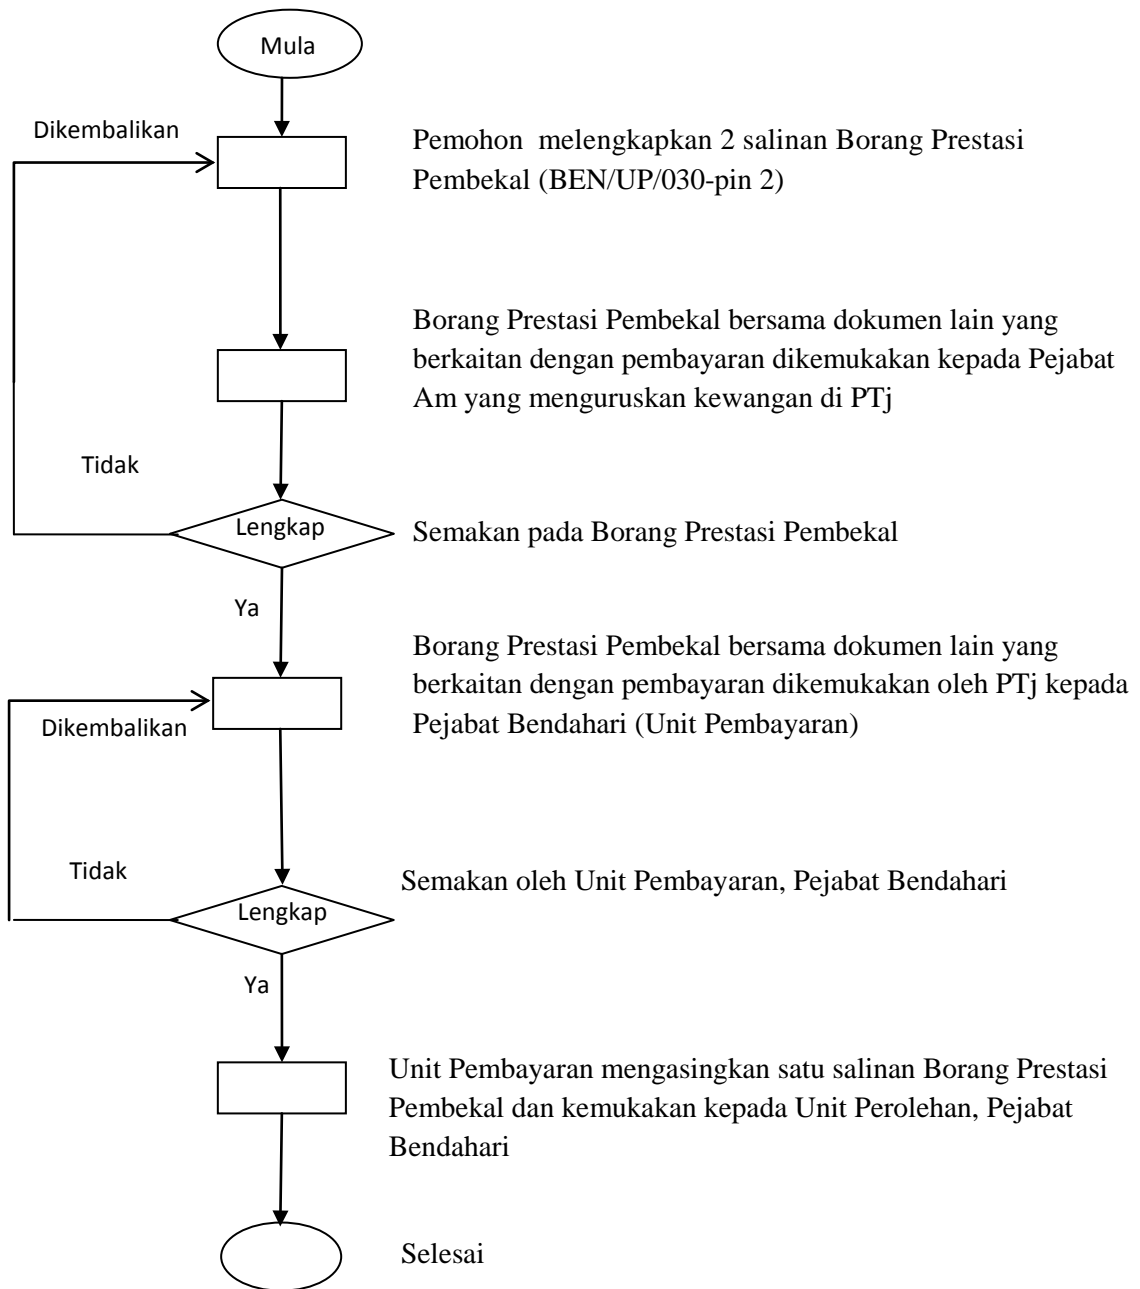 Mula
Dikembalikan
Pemohon  melengkapkan 2 salinan Borang Prestasi
Pembekal (BEN/UP/030-pin 2)
Borang Prestasi Pembekal bersama dokumen lain yang
berkaitan dengan pembayaran dikemukakan kepada Pejabat
Am yang menguruskan kewangan di PTj
Tidak
Lengkap
Semakan pada Borang Prestasi Pembekal
Ya
Borang Prestasi Pembekal bersama dokumen lain yang
berkaitan dengan pembayaran dikemukakan oleh PTj kepada
Pejabat Bendahari (Unit Pembayaran)
Dikembalikan
Tidak
Semakan oleh Unit Pembayaran, Pejabat Bendahari
Lengkap
Ya
Unit Pembayaran mengasingkan satu salinan Borang Prestasi
Pembekal dan kemukakan kepada Unit Perolehan, Pejabat
Bendahari
Selesai